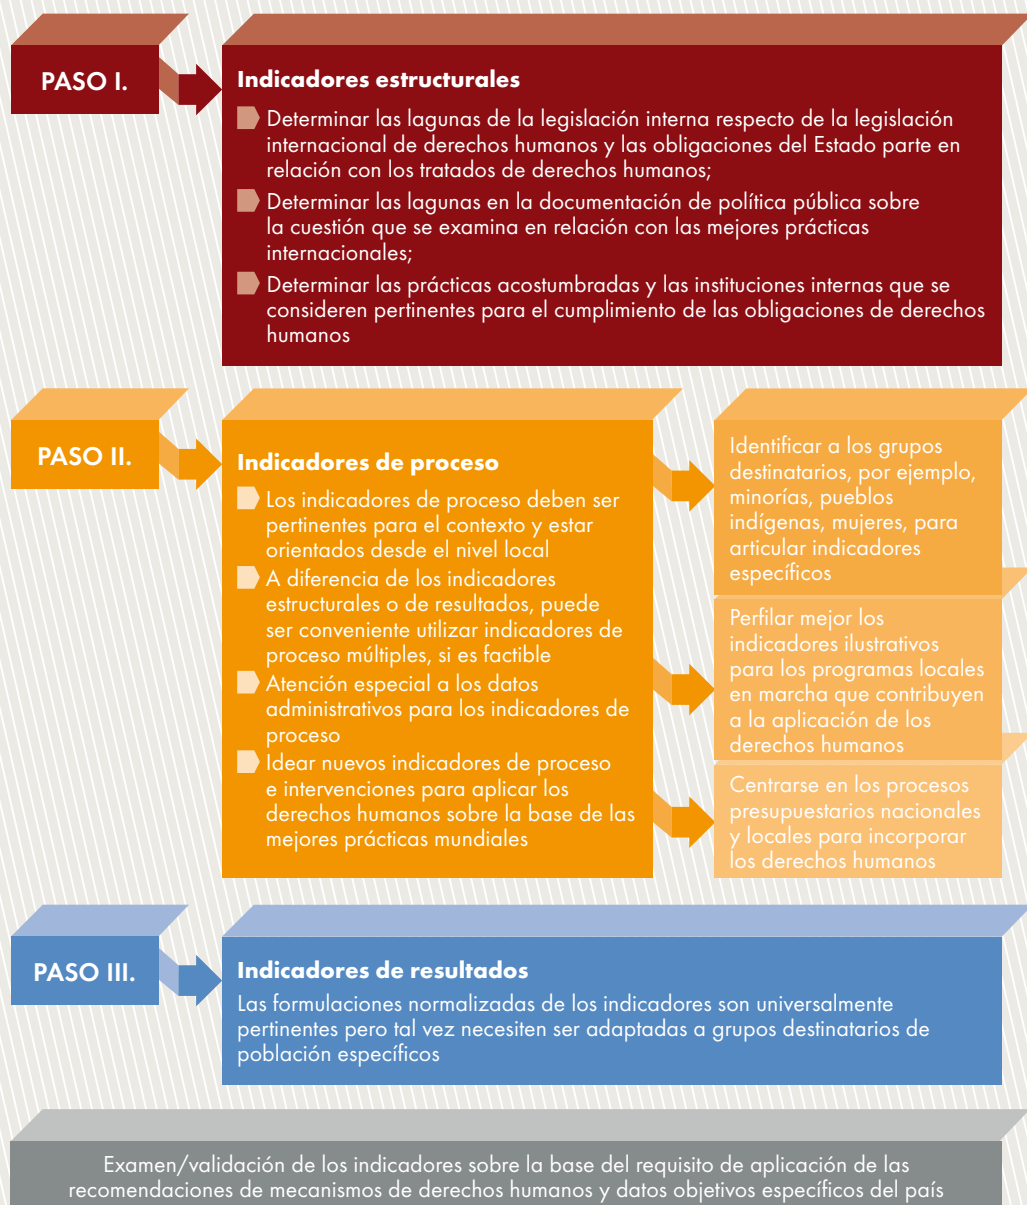 PASO I.
Indicadores estructurales
Determinar las lagunas de la legislación interna respecto de la legislación
internacional de derechos humanos y las obligaciones del Estado parte en
relación con los tratados de derechos humanos;
Determinar las lagunas en la documentación de política pública sobre
la cuestión que se examina en relación con las mejores prácticas
internacionales;
Determinar las prácticas acostumbradas y las instituciones internas que se
consideren pertinentes para el cumplimiento de las obligaciones de derechos
humanos
PASO II.
Indicadores de proceso
Los indicadores de proceso deben ser
pertinentes para el contexto y estar
orientados desde el nivel local
A diferencia de los indicadores
estructurales o de resultados, puede
ser conveniente utilizar indicadores de
proceso múltiples, si es factible
Atención especial a los datos
administrativos para los indicadores de
proceso
Idear nuevos indicadores de proceso
e intervenciones para aplicar los
derechos humanos sobre la base de las
mejores prácticas mundiales
Identificar a los grupos
destinatarios, por ejemplo,
minorías, pueblos
indígenas, mujeres, para
articular indicadores
específicos
Perfilar mejor los
indicadores ilustrativos
para los programas locales
en marcha que contribuyen
a la aplicación de los
derechos humanos
Centrarse en los procesos
presupuestarios nacionales
y locales para incorporar
los derechos humanos
PASO III.
Indicadores de resultados
Las formulaciones normalizadas de los indicadores son universalmente
pertinentes pero tal vez necesiten ser adaptadas a grupos destinatarios de
población específicos
Examen/validación de los indicadores sobre la base del requisito de aplicación de las
recomendaciones de mecanismos de derechos humanos y datos objetivos específicos del país